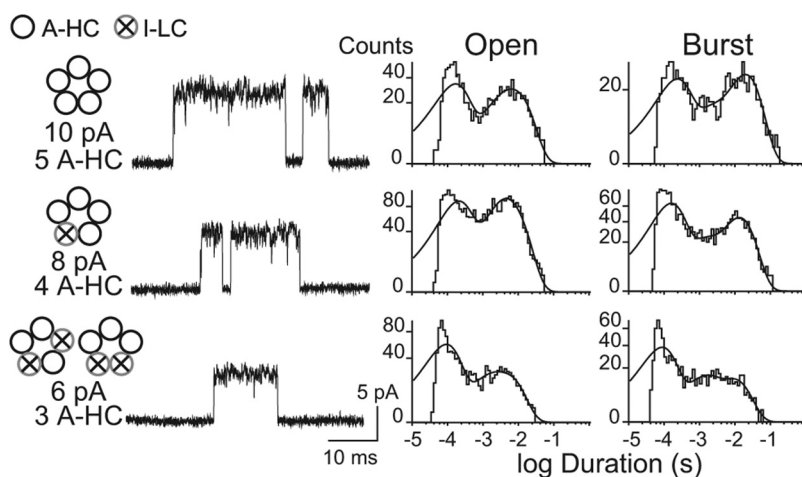 A-HC I-LC
Counts Open Burst
10 pA
5 A-HC
40
20
0
20
0
8 pA
4 A-HC
80
40
0
60
40
20
0
6 pA
3 A-HC
5 pA
10 ms
80
40
0
60
40
20
0
-5 -4 -3 -2 -1 0 -5 -4 -3 -2 -1 0
log Duration (s)